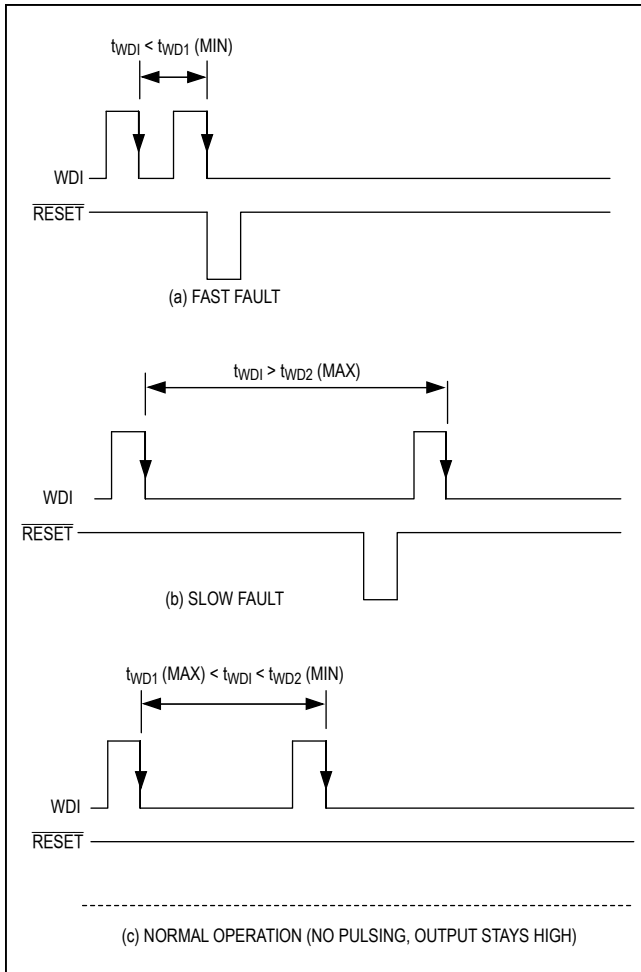 tWDI < tWD1 (MIN)
WDI
RESET
(a) FAST FAULT
tWDI > tWD2 (MAX)
WDI
RESET
(b) SLOW FAULT
tWD1 (MAX) < tWDI < tWD2 (MIN)
WDI
RESET
(c) NORMAL OPERATION (NO PULSING, OUTPUT STAYS HIGH)